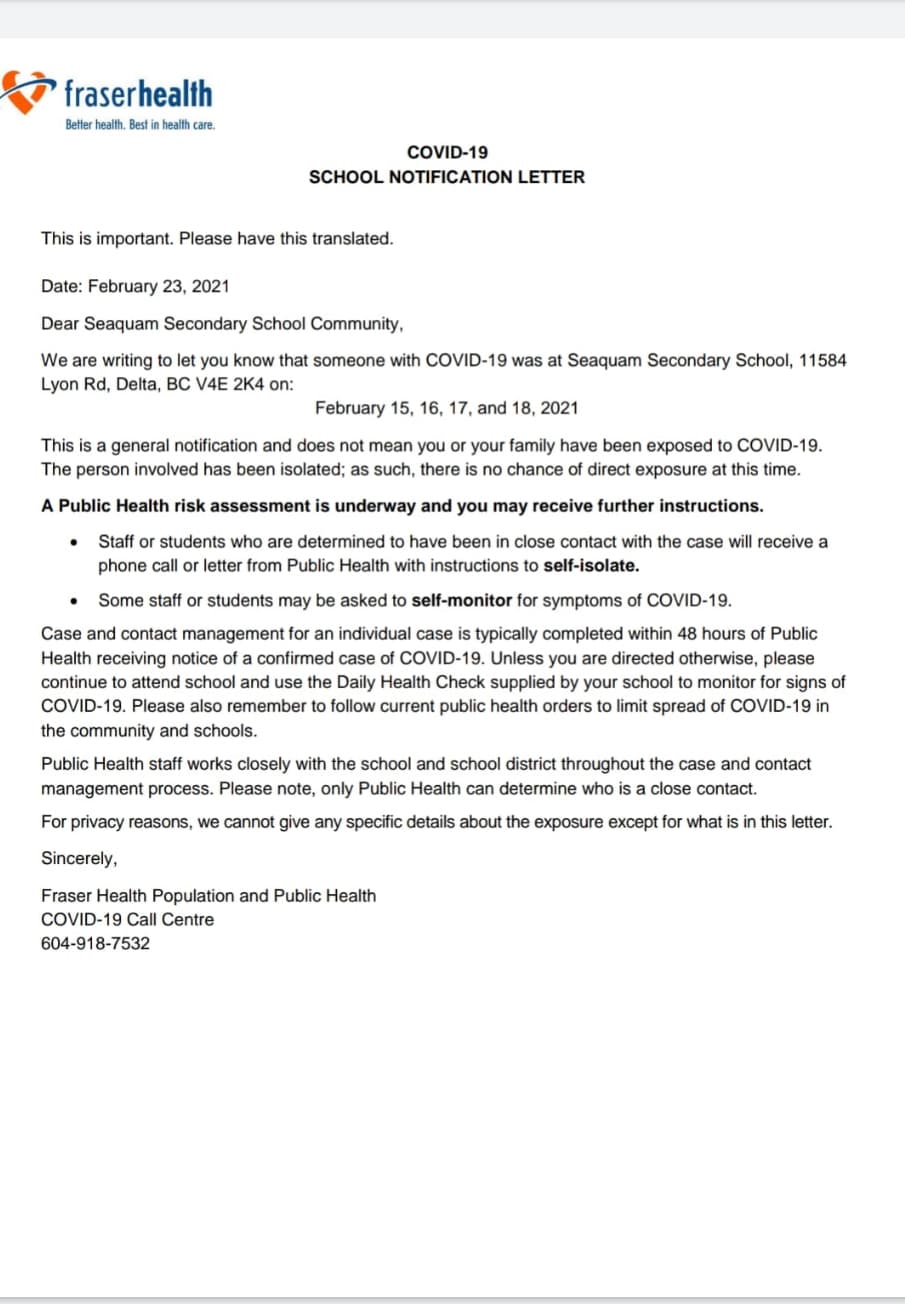 fraserhealth
Better health. Best in health care.
COVID-19
SCHOOL NOTIFICATION LETTER
This is important. Please have this translated.
Date: February 23, 2021
Dear Seaquam Secondary School Community,
We are writing to let you know that someone with COVID-19 was at Seaquam Secondary School, 11584
Lyon Rd, Delta, BC V4E 2K4 on:
February 15, 16, 17, and 18, 2021
This is a general notification and does not mean you or your family have been exposed to COVID-19.
The person involved has been isolated; as such, there is no chance of direct exposure at this time.
A Public Health risk assessment is underway and you may receive further instructions.
• Staff or students who are determined to have been in close contact with the case will receive a
phone call or letter from Public Health with instructions to self-isolate.
• Some staff or students may be asked to self-monitor for symptoms of COVID-19.
Case and contact management for an individual case is typically completed within 48 hours of Public
Health receiving notice of a confirmed case of COVID-19. Unless you are directed otherwise, please
continue to attend school and use the Daily Health Check supplied by your school to monitor for signs of
COVID-19. Please also remember to follow current public health orders to limit spread of COVID-19 in
the community and schools.
Public Health staff works closely with the school and school district throughout the case and contact
management process. Please note, only Public Health can determine who is a close contact.
For privacy reasons, we cannot give any specific details about the exposure except for what is in this letter.
Sincerely,
Fraser Health Population and Public Health
COVID-19 Call Centre
604-918-7532